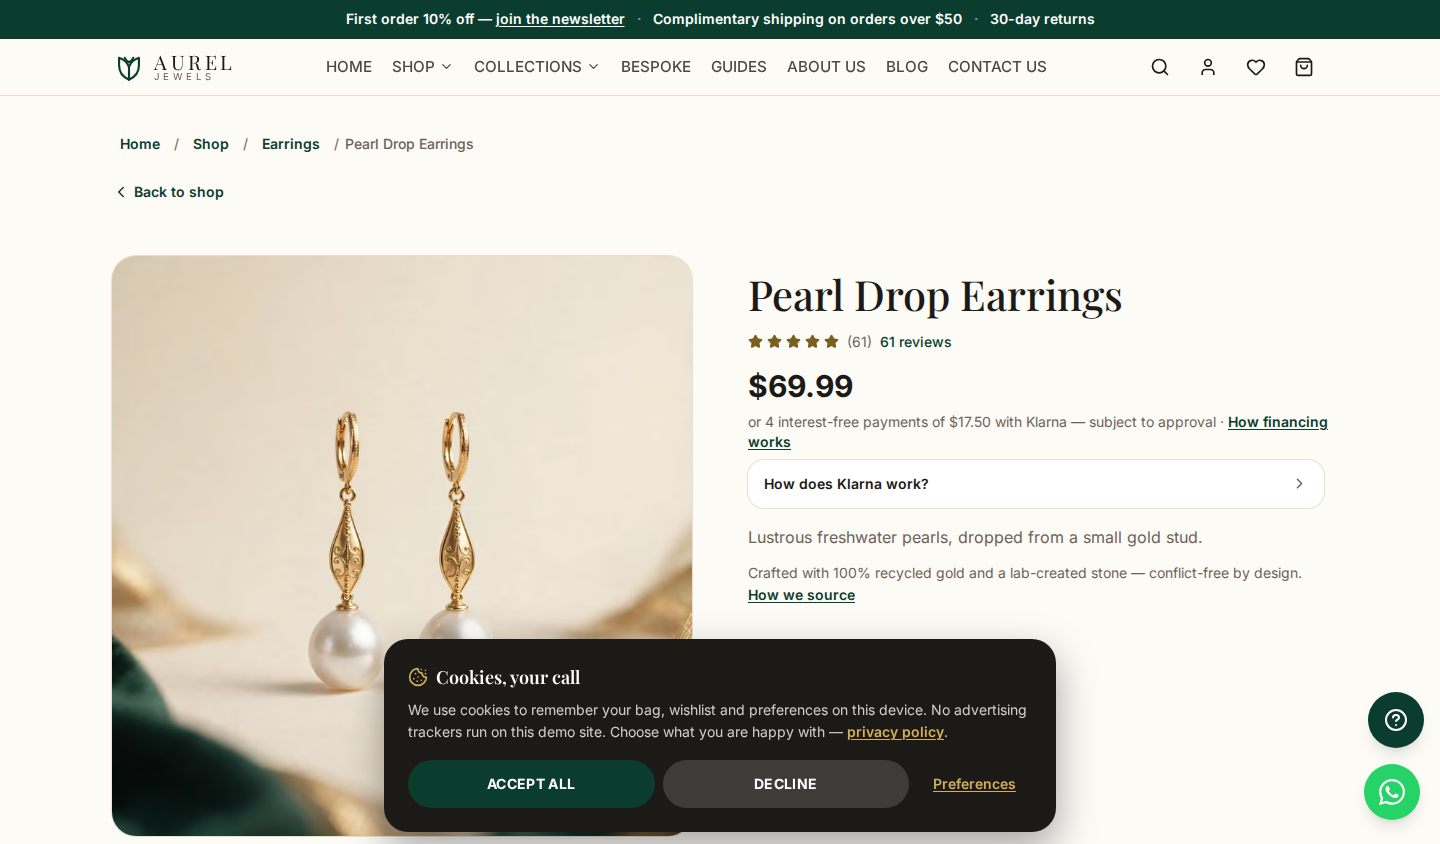 First order 10% off — join the newsletter · Complimentary shipping on orders over $50 · 30-day returns
AUREL
JEWELS
HOME SHOP COLLECTIONS BESPOKE GUIDES ABOUT US BLOG CONTACT US
Home / Shop / Earrings / Pearl Drop Earrings
Back to shop
Pearl Drop Earrings
(61) 61 reviews
$69.99
or 4 interest-free payments of $17.50 with Klarna — subject to approval · How financing
works
How does Klarna work?
Lustrous freshwater pearls, dropped from a small gold stud.
Crafted with 100% recycled gold and a lab-created stone — conflict-free by design.
How we source
Cookies, your call
We use cookies to remember your bag, wishlist and preferences on this device. No advertising
trackers run on this demo site. Choose what you are happy with — privacy policy.
ACCEPT ALL DECLINE Preferences